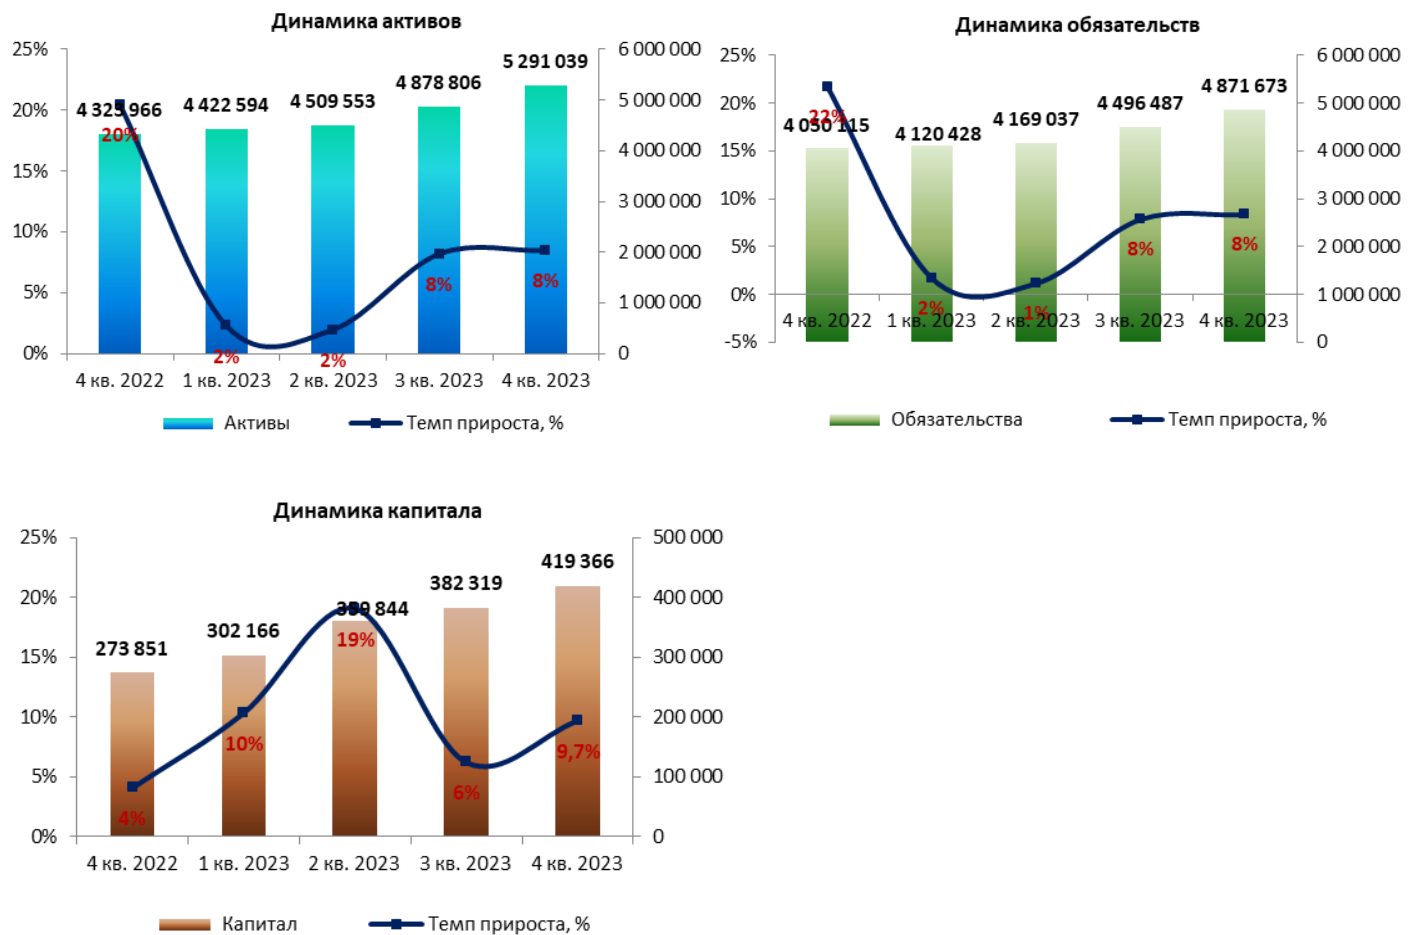 Динамика активов
25%
20%
15%
10%
5%
0%
6 000 000
5 000 000
4 000 000
3 000 000
2 000 000
1 000 000
0
4 323 966
4 422 594
4 509 553
4 878 806
5 291 039
20%
2%
2%
8%
8%
4 кв. 2022
1 кв. 2023
2 кв. 2023
3 кв. 2023
4 кв. 2023
Активы
Темп прироста, %
Динамика обязательств
25%
20%
15%
10%
5%
0%
-5%
6 000 000
5 000 000
4 000 000
3 000 000
2 000 000
1 000 000
0
4 050 115
4 120 428
4 169 037
4 496 487
4 871 673
22%
2%
1%
8%
8%
4 кв. 2022
1 кв. 2023
2 кв. 2023
3 кв. 2023
4 кв. 2023
Обязательства
Темп прироста, %
Динамика капитала
25%
20%
15%
10%
5%
0%
500 000
400 000
300 000
200 000
100 000
0
273 851
302 166
359 844
382 319
419 366
4%
10%
19%
6%
9,7%
4 кв. 2022
1 кв. 2023
2 кв. 2023
3 кв. 2023
4 кв. 2023
Капитал
Темп прироста, %